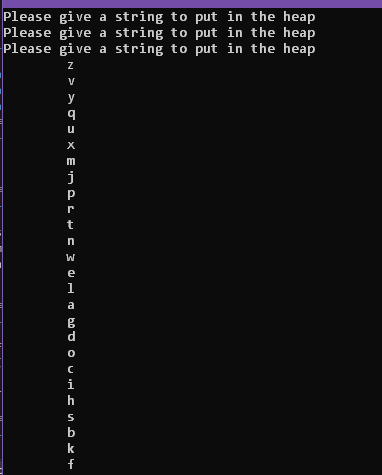 Please give a string to put in the heap
Please give a string to put in the heap
Please give a string to put in the heap
z
v
y
q
u
x
m
j
p
r
t
n
w
e
l
a
g
d
o
c
i
h
s
b
k
f